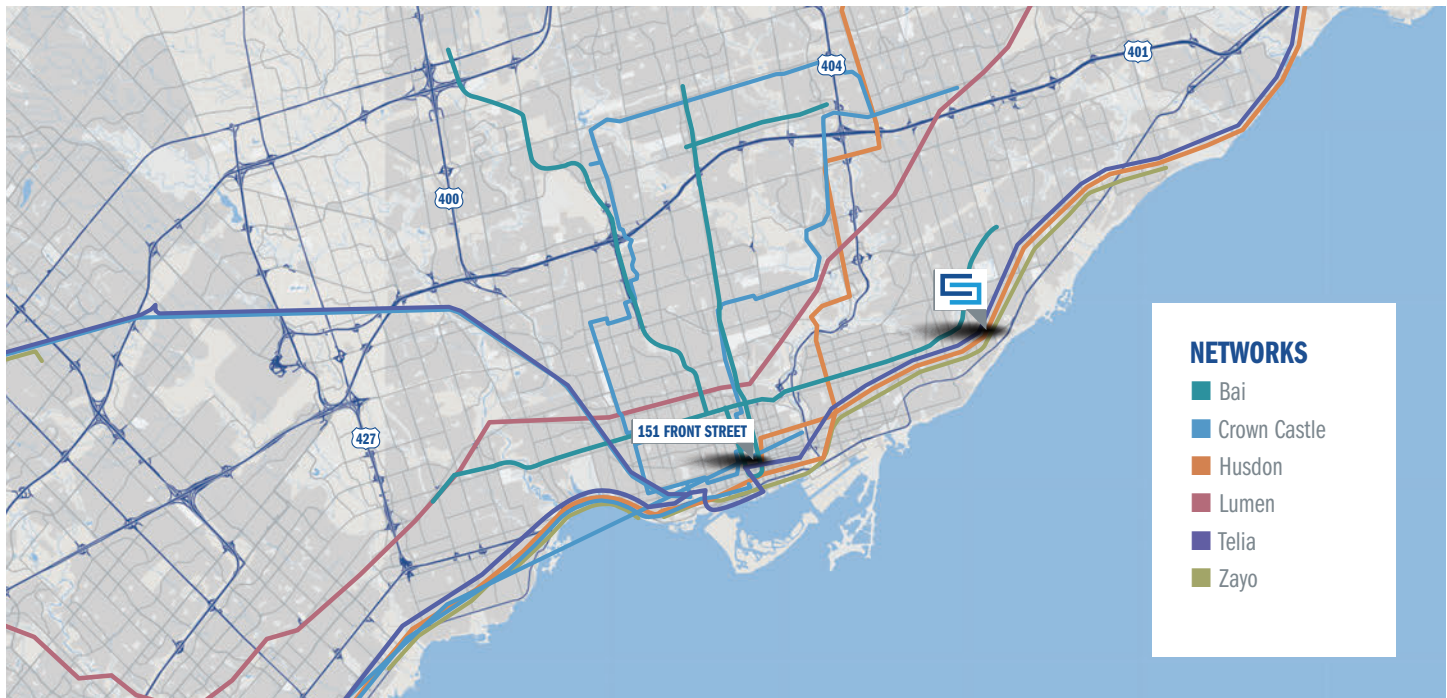 401
404
400
427
151 FRONT STREET
NETWORKS
Bai
Crown Castle
Husdon
Lumen
Telia
Zayo